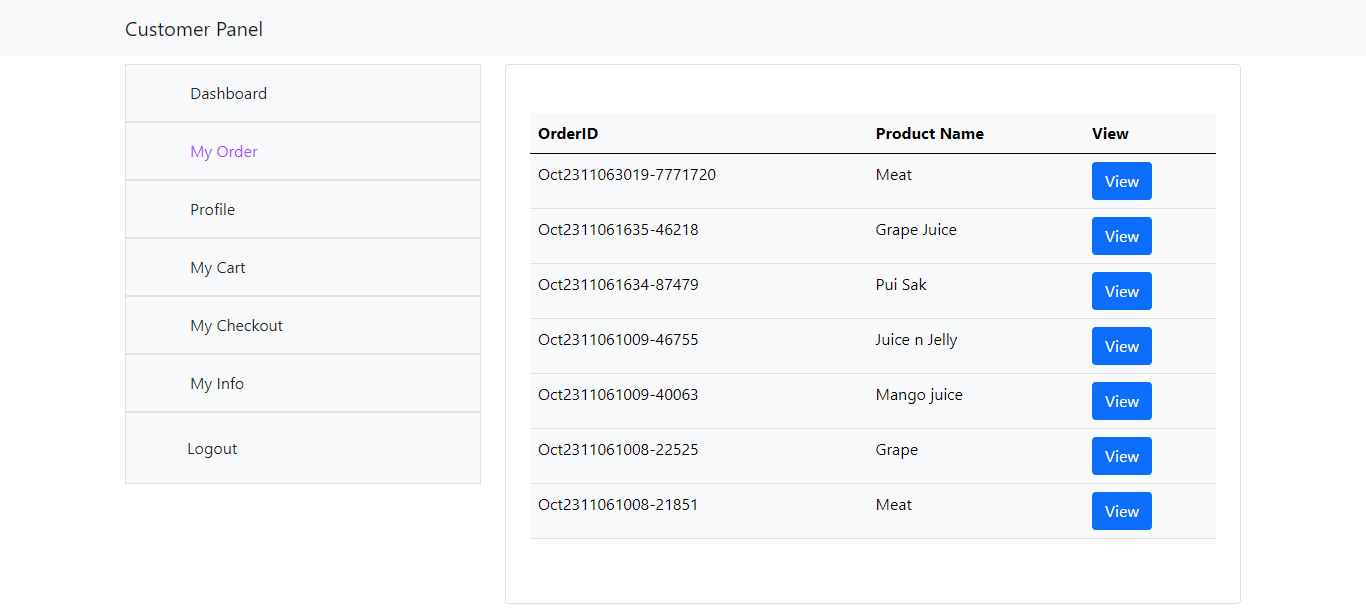 Customer Panel
Dashboard
My Order
Profile
My Cart
My Checkout
My Info
Logout
OrderID Product Name View
Oct2311063019-7771720 Meat View
Oct2311061635-46218 Grape Juice View
Oct2311061634-87479 Pui Sak View
Oct2311061009-46755 Juice n Jelly View
Oct2311061009-40063 Mango juice View
Oct2311061008-22525 Grape View
Oct2311061008-21851 Meat View